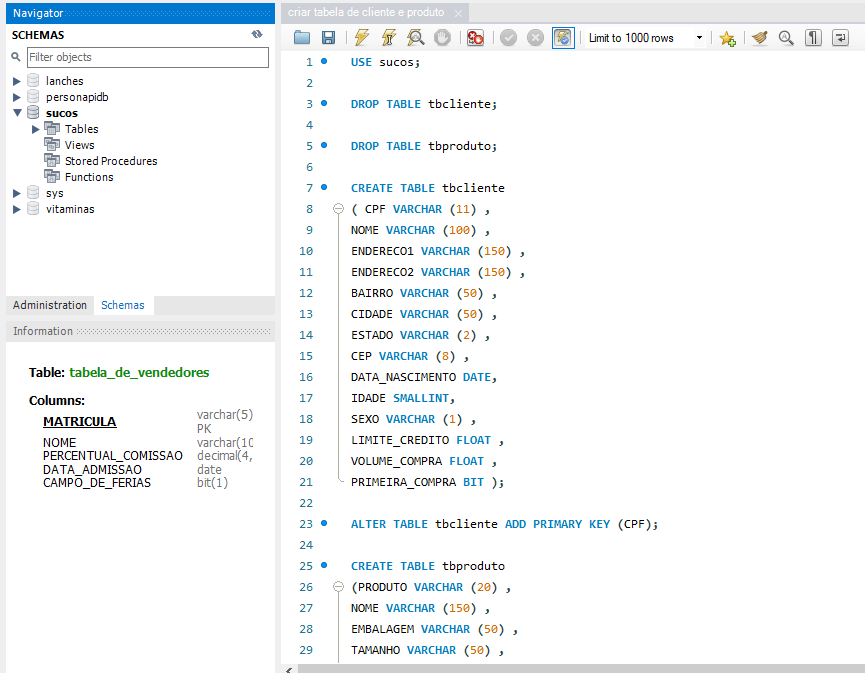 Navigator
SCHEMAS
Filter objects
lanches
personapidb
sucos
Tables
Views
Stored Procedures
Functions
sys
vitaminas
Administration Schemas
Information
Table: tabela_de_vendedores
Columns:
MATRICULA varchar(5)
PK
NOME varchar(10
PERCENTUAL_COMISSAO decimal(4,
DATA_ADMISSAO date
CAMPO_DE_FERIAS bit(1)
criar tabela de cliente e produto
Limit to 1000 rows
1 USE sucos;
2
3 DROP TABLE tbcliente;
4
5 DROP TABLE tbproduto;
6
7 CREATE TABLE tbcliente
8 ( CPF VARCHAR (11) ,
9 NOME VARCHAR (100) ,
10 ENDERECO1 VARCHAR (150) ,
11 ENDERECO2 VARCHAR (150) ,
12 BAIRRO VARCHAR (50) ,
13 CIDADE VARCHAR (50) ,
14 ESTADO VARCHAR (2) ,
15 CEP VARCHAR (8) ,
16 DATA_NASCIMENTO DATE,
17 IDADE SMALLINT,
18 SEXO VARCHAR (1) ,
19 LIMITE_CREDITO FLOAT ,
20 VOLUME_COMPRA FLOAT ,
21 PRIMEIRA_COMPRA BIT );
22
23 ALTER TABLE tbcliente ADD PRIMARY KEY (CPF);
24
25 CREATE TABLE tbproduto
26 (PRODUTO VARCHAR (20) ,
27 NOME VARCHAR (150) ,
28 EMBALAGEM VARCHAR (50) ,
29 TAMANHO VARCHAR (50) ,